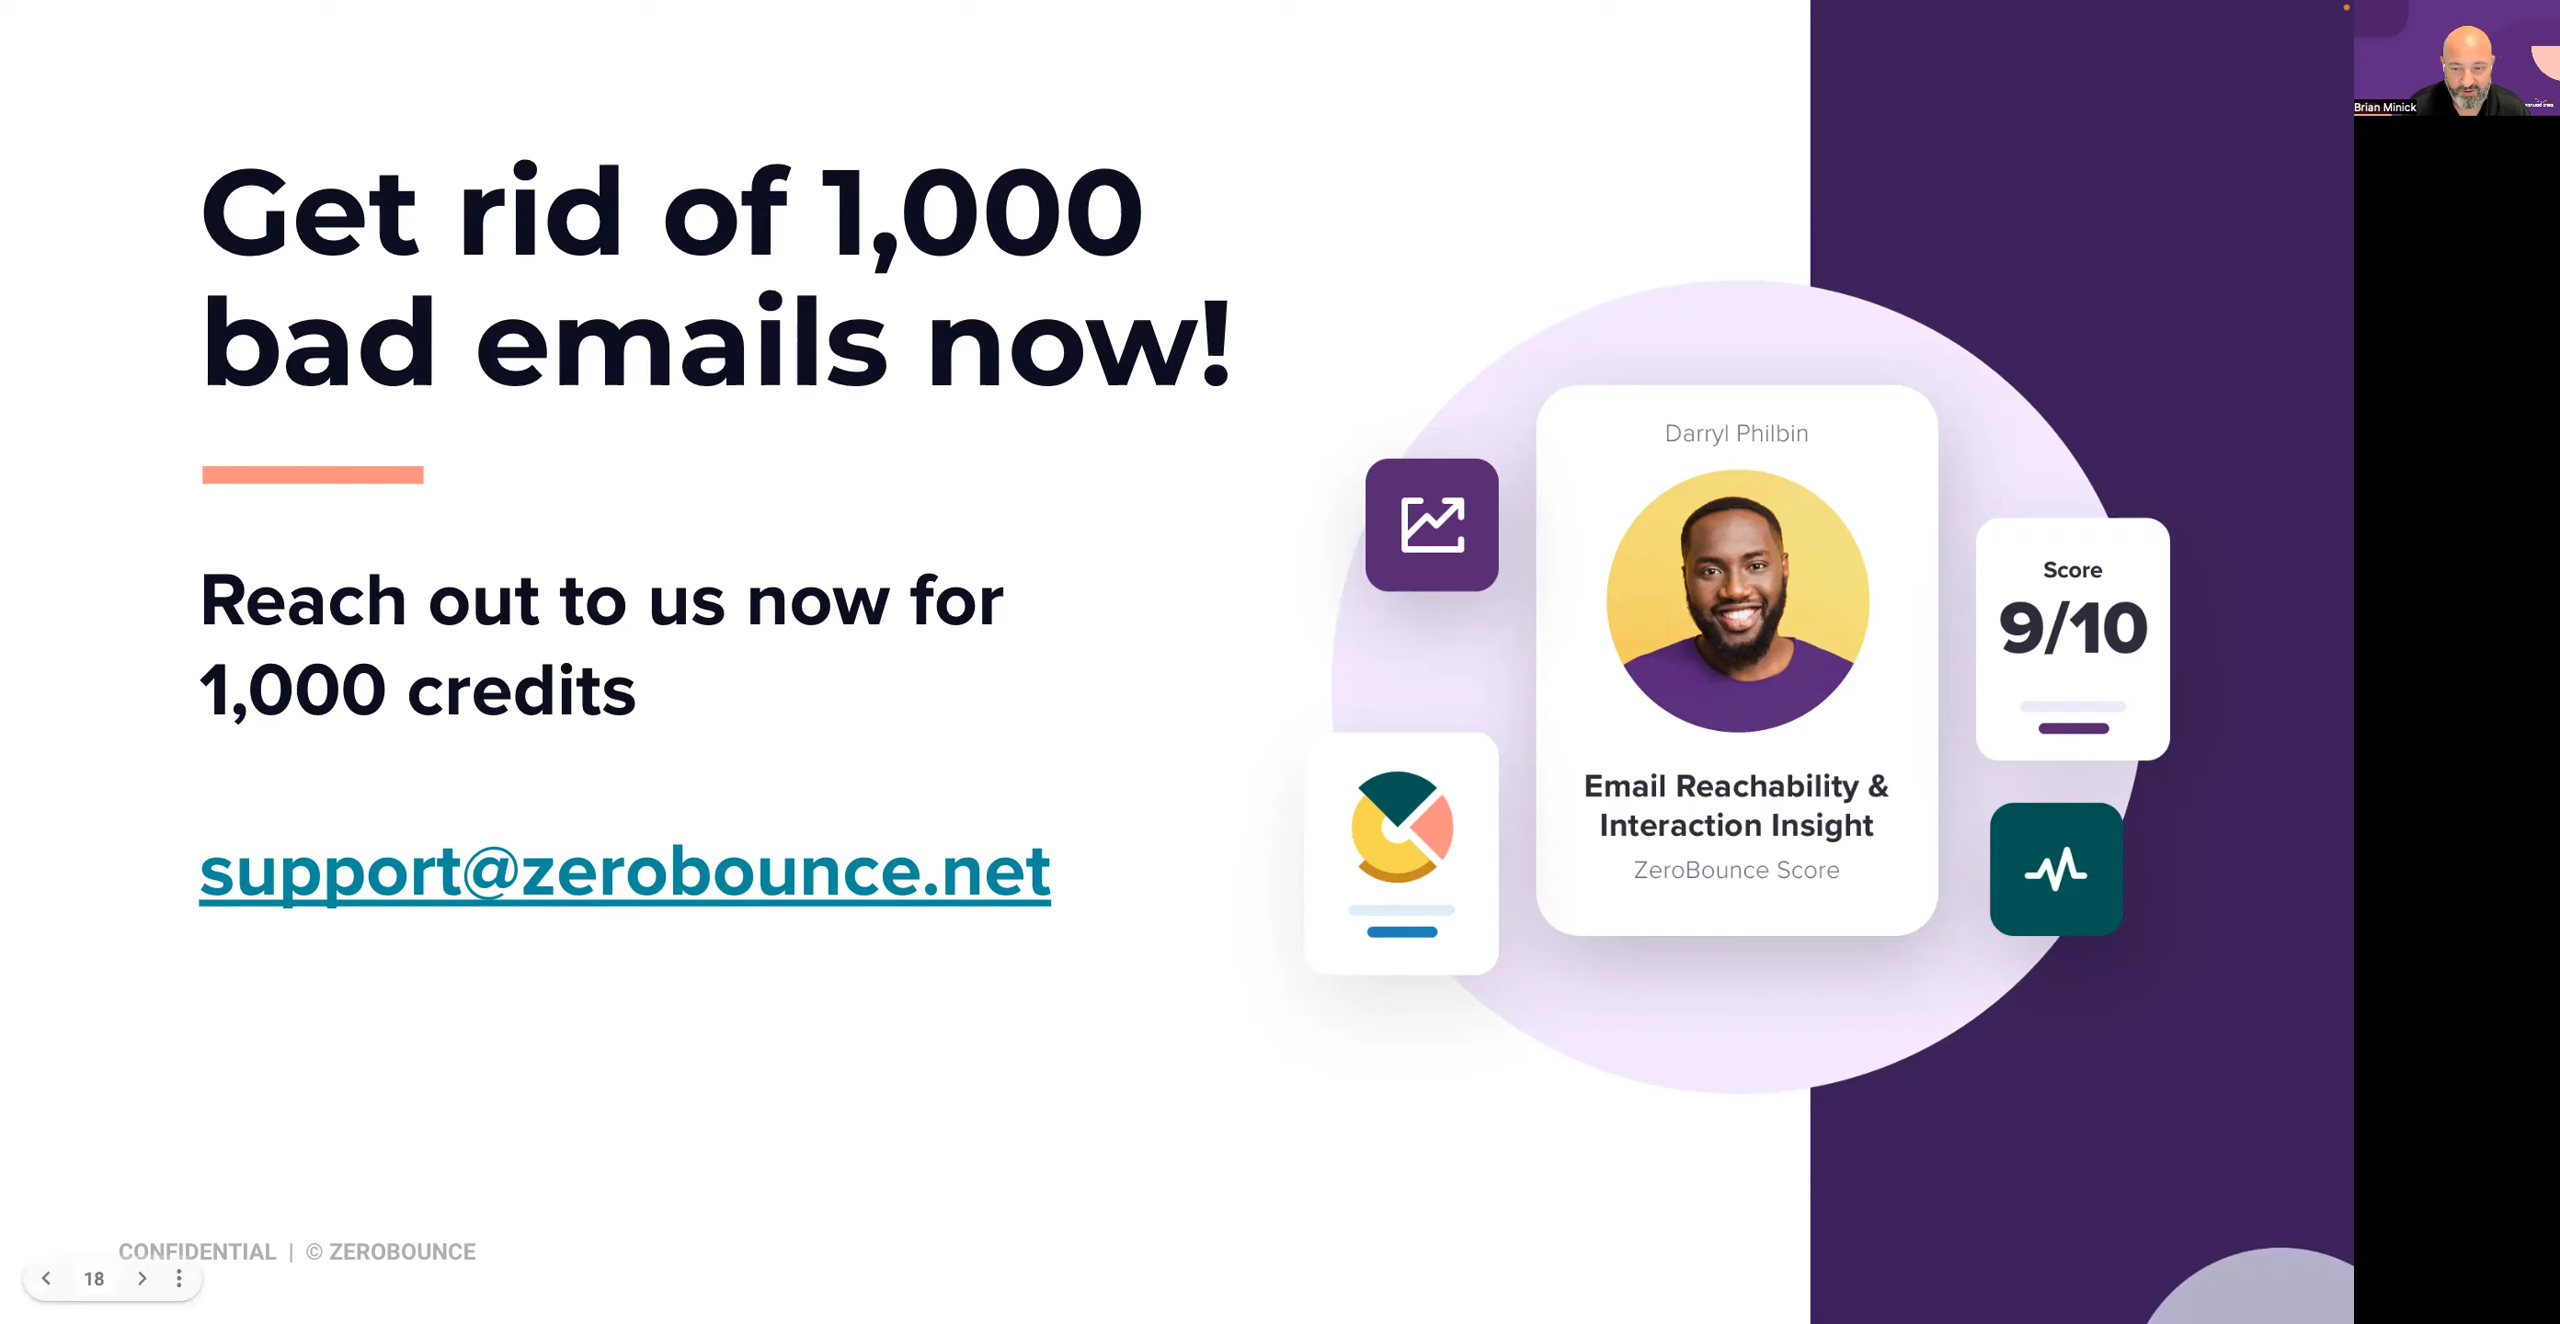 Get rid of 1,000
bad emails now!
Reach out to us now for
1,000 credits
support@zerobounce.net
Darryl Philbin
Email Reachability &
Interaction Insight
ZeroBounce Score
Score
9/10
Brian Minick
CONFIDENTIAL | © ZEROBOUNCE
18